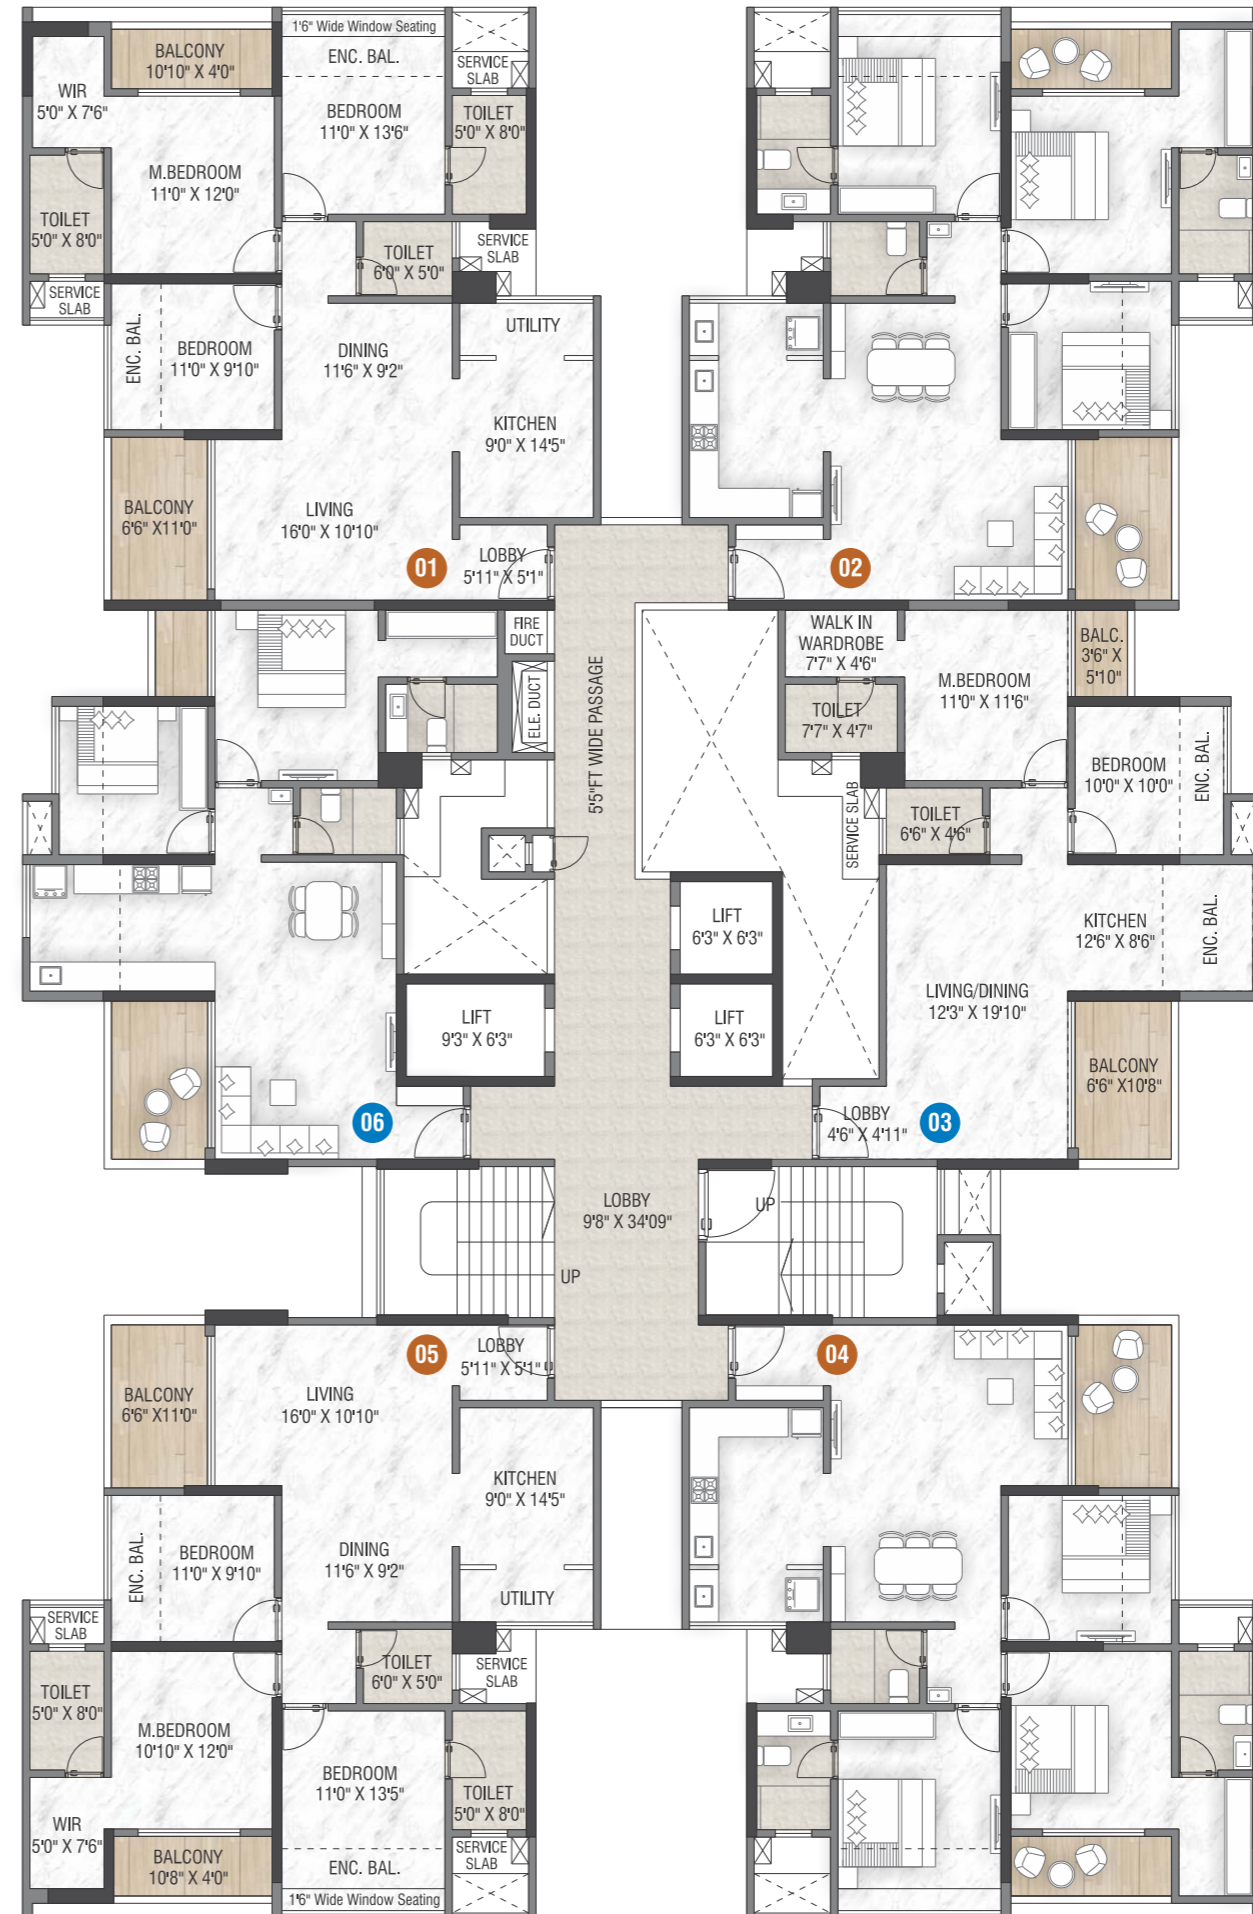 1'6" Wide Window Seating
ENC. BAL.
BALCONY
10'10" X 4'0"
WIR
5'0" X 7'6"
BEDROOM
11'0" X 13'6"
SERVICE
SLAB
TOILET
5'0" X 8'0"
M.BEDROOM
11'0" X 12'0"
TOILET
5'0" X 8'0"
SERVICE
SLAB
TOILET
6'0" X 5'0"
SERVICE
SLAB
ENC. BAL.
BEDROOM
11'0" X 9'10"
DINING
11'6" X 9'2"
UTILITY
KITCHEN
9'0" X 14'5"
BALCONY
6'6" X11'0"
LIVING
16'0" X 10'10"
01
LOBBY
5'11" X 5'1"
02
FIRE
DUCT
ELE. DUCT
5'5"FT WIDE PASSAGE
WALK IN
WARDROBE
7'7" X 4'6"
TOILET
7'7" X 4'7"
M.BEDROOM
11'0" X 11'6"
BALC.
3'6" X
5'10"
BEDROOM
10'0" X 10'0"
ENC. BAL.
SERVICE SLAB
TOILET
6'6" X 4'6"
KITCHEN
12'6" X 8'6"
ENC. BAL.
LIFT
6'3" X 6'3"
LIFT
9'3" X 6'3"
LIFT
6'3" X 6'3"
LIVING/DINING
12'3" X 19'10"
BALCONY
6'6" X10'8"
06
LOBBY
4'6" X 4'11"
03
LOBBY
9'8" X 34'09"
UP
UP
05
LOBBY
5'11" X 5'1"
04
BALCONY
6'6" X11'0"
LIVING
16'0" X 10'10"
KITCHEN
9'0" X 14'5"
ENC. BAL.
BEDROOM
11'0" X 9'10"
DINING
11'6" X 9'2"
UTILITY
SERVICE
SLAB
TOILET
6'0" X 5'0"
SERVICE
SLAB
TOILET
5'0" X 8'0"
M.BEDROOM
10'10" X 12'0"
BEDROOM
11'0" X 13'5"
TOILET
5'0" X 8'0"
WIR
5'0" X 7'6"
BALCONY
10'8" X 4'0"
ENC. BAL.
SERVICE
SLAB
1'6" Wide Window Seating